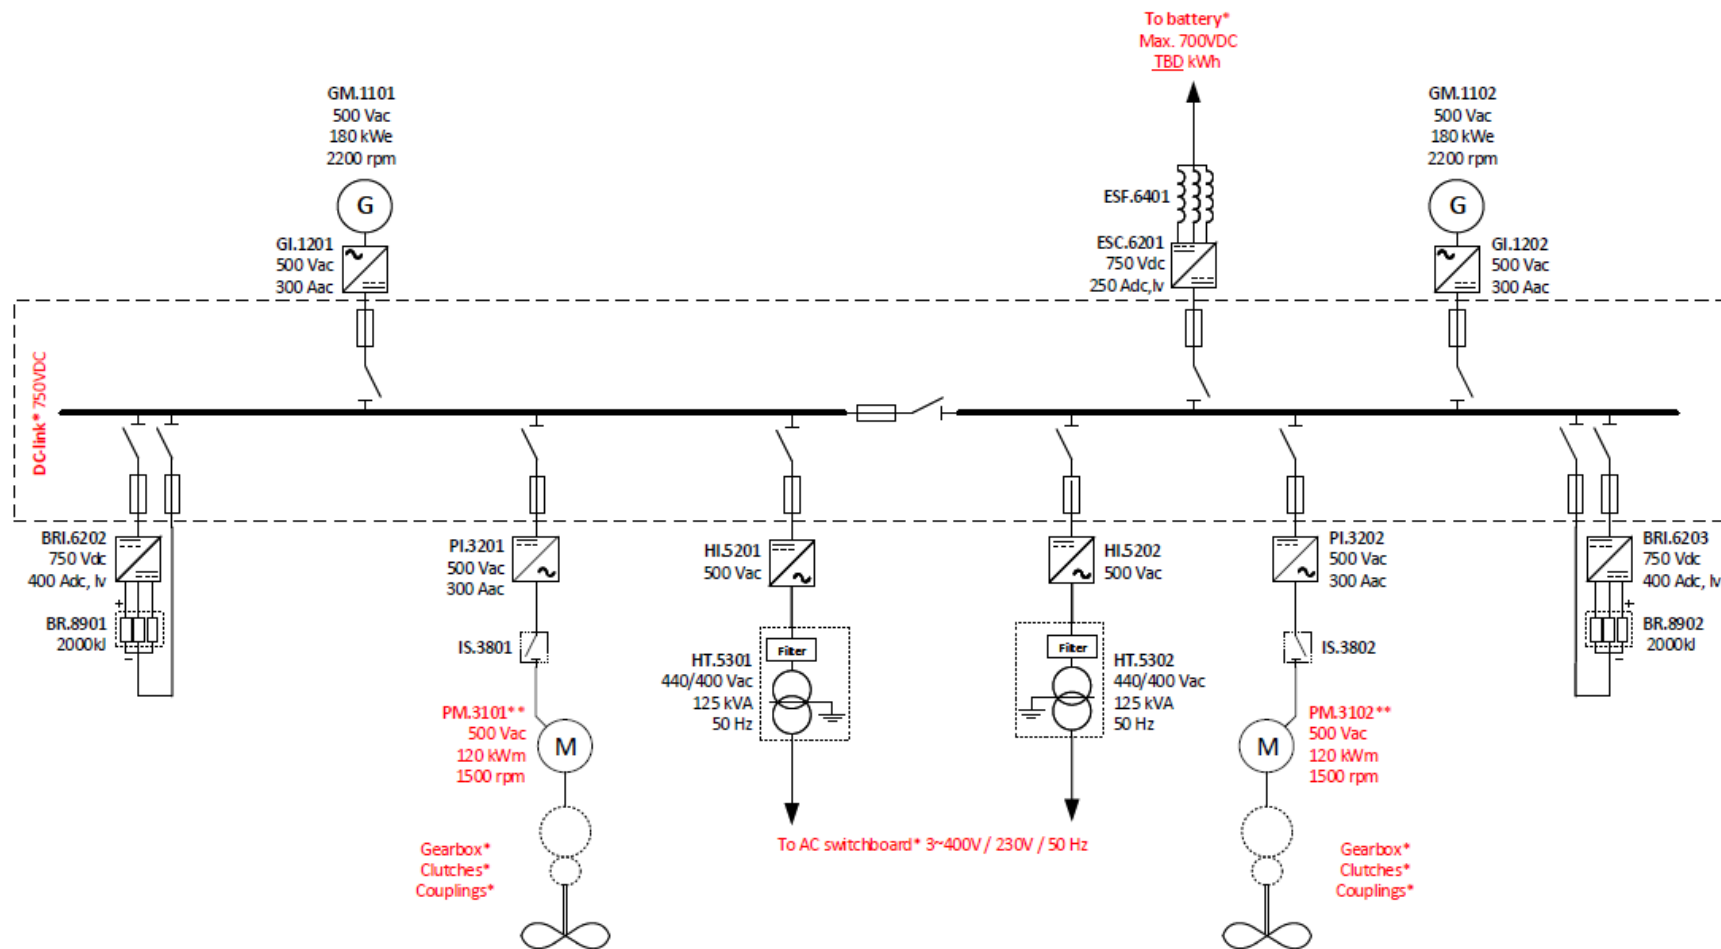 To battery*
Max. 700VDC
TBD kWh
GM.1101
500 Vac
180 kWe
2200 rpm
G
GI.1201
500 Vac
300 Aac
ESF.6401
ESC.6201
750 Vdc
250 Adc,lv
GM.1102
500 Vac
180 kWe
2200 rpm
G
GI.1202
500 Vac
300 Aac
DC-link* 750VDC
BRI.6202
750 Vdc
400 Adc, lv
+
BR.8901
2000kJ
-
PI.3201
500 Vac
300 Aac
IS.3801
PM.3101**
500 Vac
120 kWm
1500 rpm
M
Gearbox*
Clutches*
Couplings*
HI.5201
500 Vac
Filter
HT.5301
440/400 Vac
125 kVA
50 Hz
HI.5202
500 Vac
Filter
HT.5302
440/400 Vac
125 kVA
50 Hz
To AC switchboard* 3~400V / 230V / 50 Hz
PI.3202
500 Vac
300 Aac
IS.3802
PM.3102**
500 Vac
120 kWm
1500 rpm
M
Gearbox*
Clutches*
Couplings*
BRI.6203
750 Vdc
400 Adc, lv
+
BR.8902
2000kJ
-